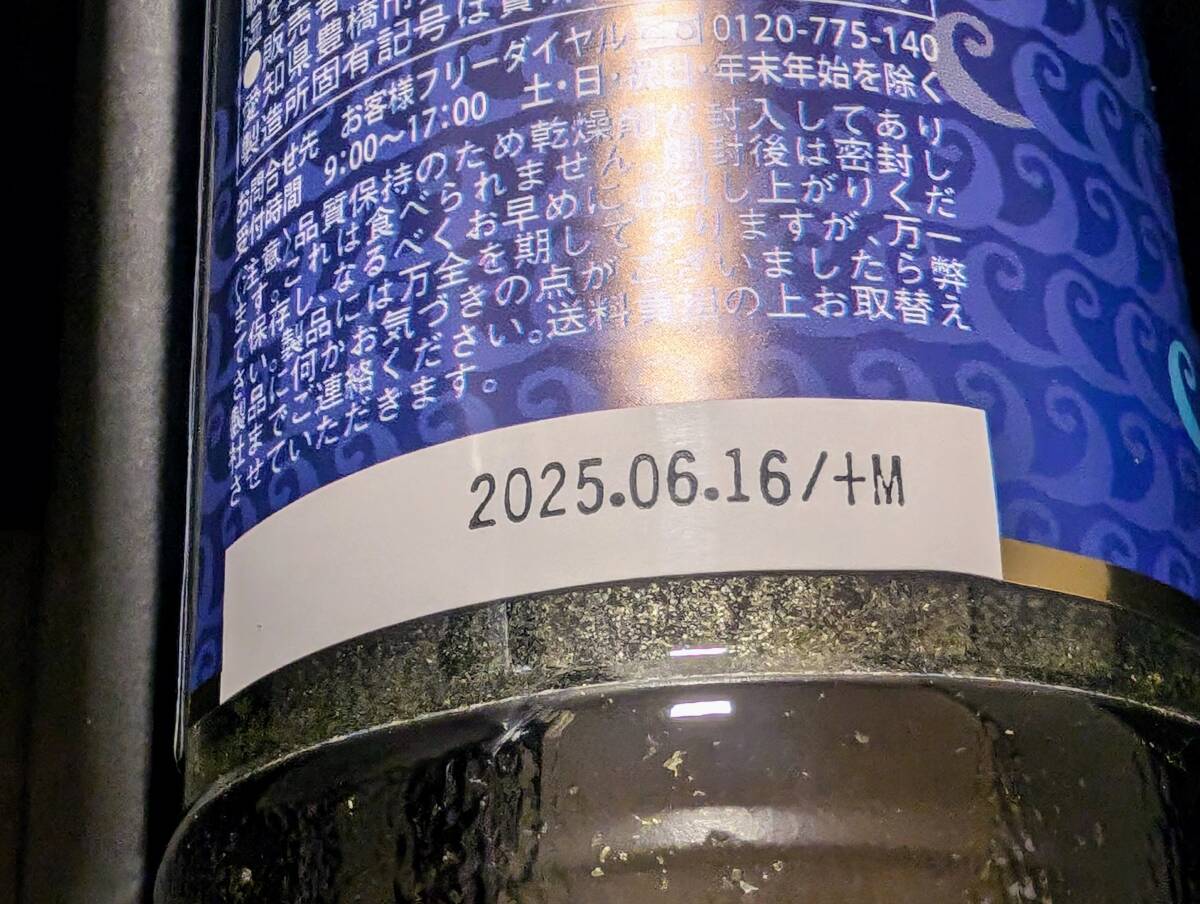 販売者
愛知県豊橋市
製造所固有記号は賞
お問合せ先 お客様フリーダイヤル 0120-775-140
受付時間 9:00～17:00 土・日・祝日・年末年始を除く
〈注意〉品質保持のため乾燥剤が封入してあり
ます。これは食べられません。開封後は密封し
て保存し、なるべくお早めにお召し上がりくだ
さい。製品には万全を期しておりますが、万一
製品に何かお気づきの点がございましたら弊
社までご連絡ください。送料負担の上お取替え
させていただきます。
2025.06.16/+M